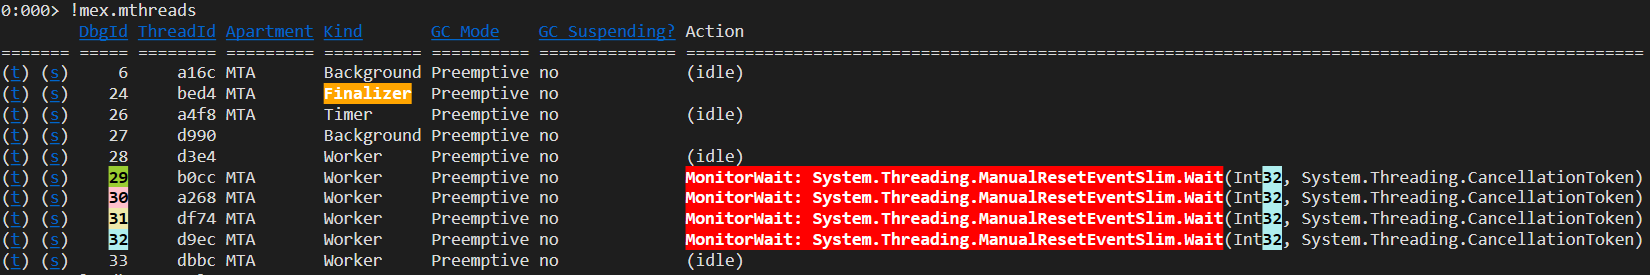 0:000> !mex.mthreads
DbgId ThreadId Apartment Kind GC Mode GC Suspending? Action
======= ===== ======== ========= ========== ========== ============== ==========================================================================================
(t) (s) 6 a16c MTA Background Preemptive no (idle)
(t) (s) 24 bed4 MTA Finalizer Preemptive no
(t) (s) 26 a4f8 MTA Timer Preemptive no (idle)
(t) (s) 27 d990 Background Preemptive no
(t) (s) 28 d3e4 Worker Preemptive no (idle)
(t) (s) 29 b0cc MTA Worker Preemptive no MonitorWait: System.Threading.ManualResetEventSlim.Wait(Int32, System.Threading.CancellationToken)
(t) (s) 30 a268 MTA Worker Preemptive no MonitorWait: System.Threading.ManualResetEventSlim.Wait(Int32, System.Threading.CancellationToken)
(t) (s) 31 df74 MTA Worker Preemptive no MonitorWait: System.Threading.ManualResetEventSlim.Wait(Int32, System.Threading.CancellationToken)
(t) (s) 32 d9ec MTA Worker Preemptive no MonitorWait: System.Threading.ManualResetEventSlim.Wait(Int32, System.Threading.CancellationToken)
(t) (s) 33 dbbc MTA Worker Preemptive no (idle)